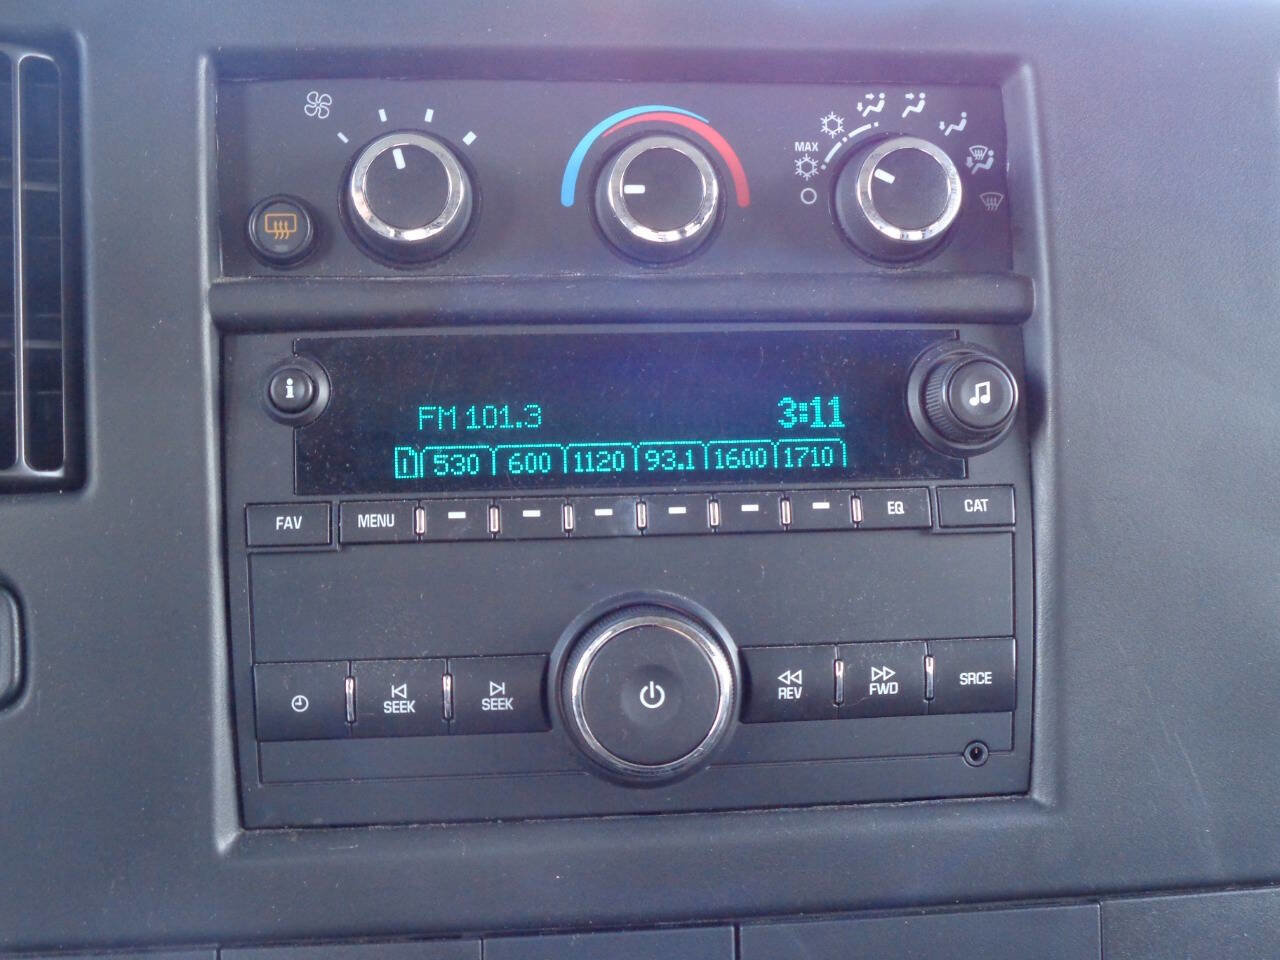 MAX
i
FM 101.3 3:11
1 530 600 1120 93.1 1600 1710
FAV MENU EQ CAT
SEEK SEEK REV FWD SRCE